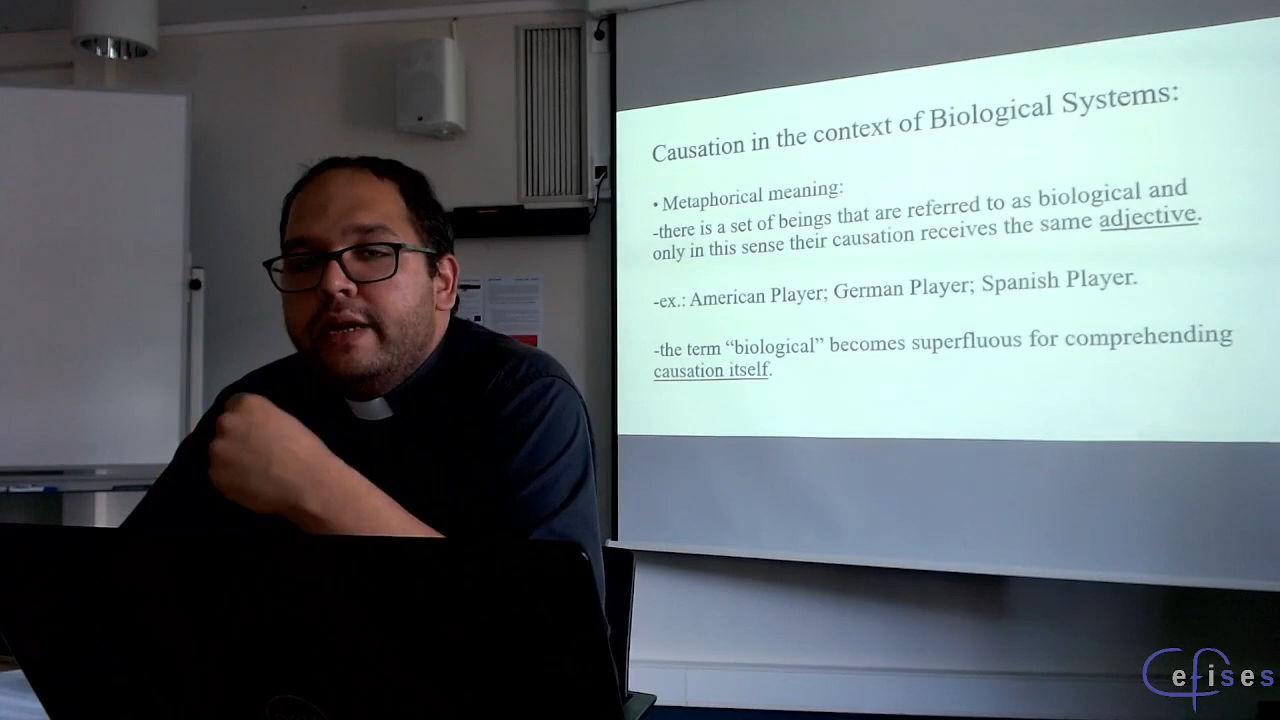 Causation in the context of Biological Systems:
• Metaphorical meaning:
-there is a set of beings that are referred to as biological and
only in this sense their causation receives the same adjective.
-ex.: American Player; German Player; Spanish Player.
-the term “biological” becomes superfluous for comprehending
causation itself.
Cefises